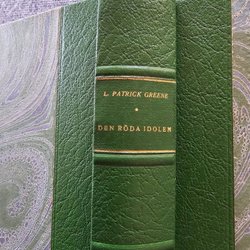 L. PATRICK GREENE
DEN RÖDA IDOLEN